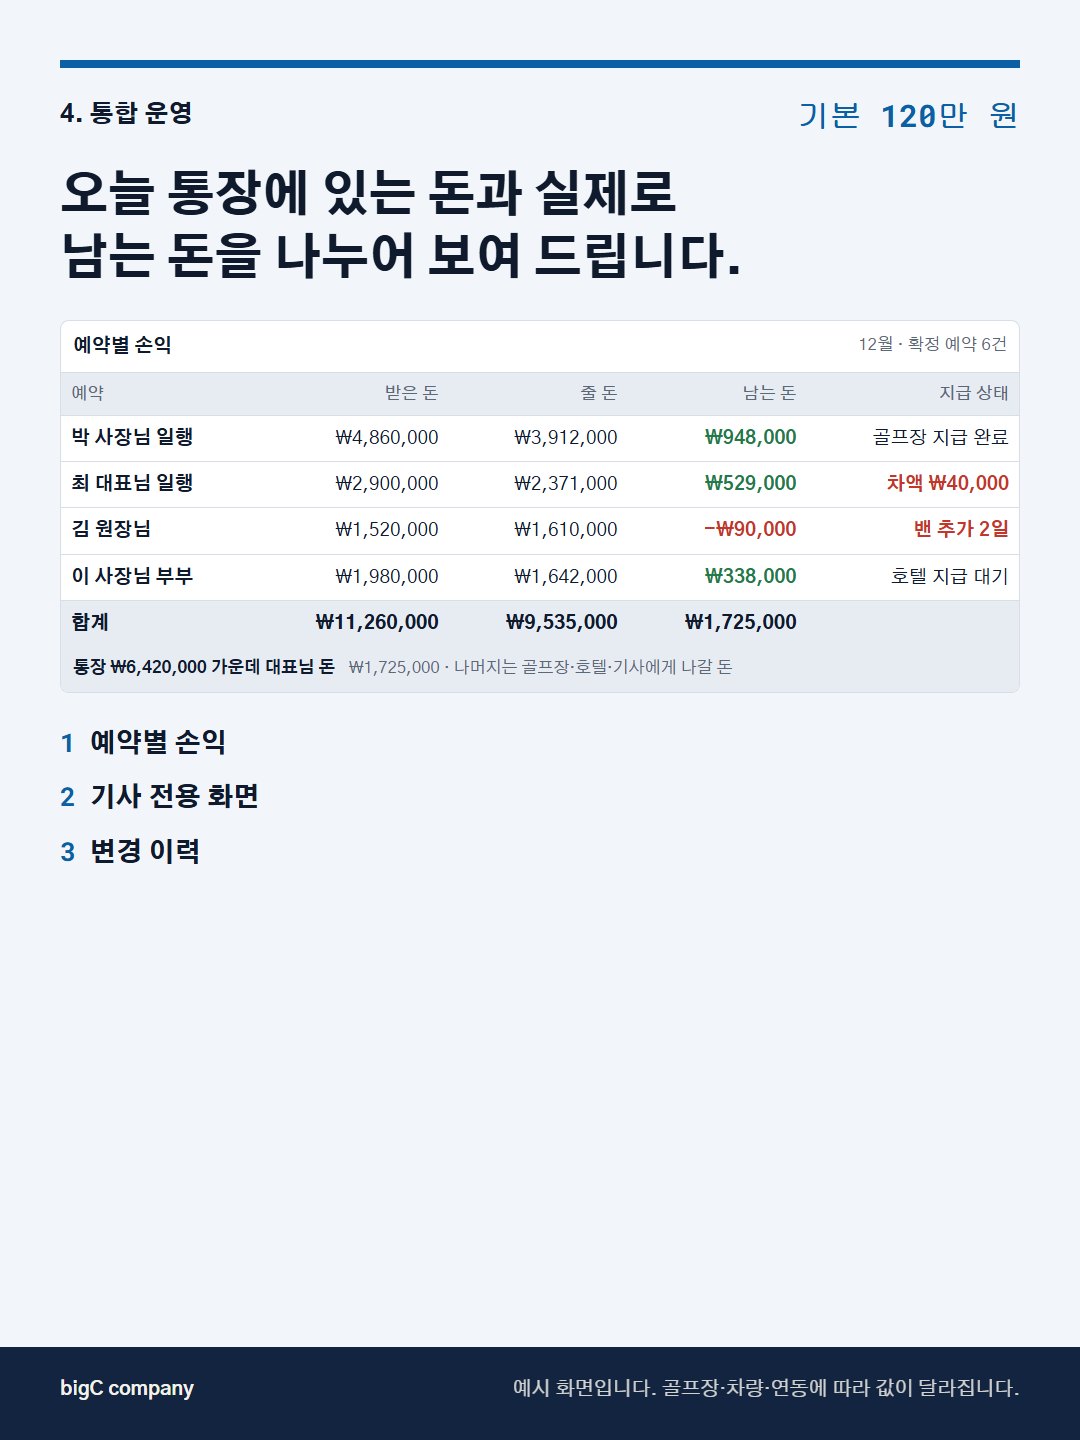 4. 통합 운영
기본 120만 원
오늘 통장에 있는 돈과 실제로
남는 돈을 나누어 보여 드립니다.
예약별 손익 12월 · 확정 예약 6건
예약 받은 돈 줄 돈 남는 돈 지급 상태
박 사장님 일행 ₩4,860,000 ₩3,912,000 ₩948,000 골프장 지급 완료
최 대표님 일행 ₩2,900,000 ₩2,371,000 ₩529,000 차액 ₩40,000
김 원장님 ₩1,520,000 ₩1,610,000 −₩90,000 밴 추가 2일
이 사장님 부부 ₩1,980,000 ₩1,642,000 ₩338,000 호텔 지급 대기
합계 ₩11,260,000 ₩9,535,000 ₩1,725,000
통장 ₩6,420,000 가운데 대표님 돈 ₩1,725,000 · 나머지는 골프장·호텔·기사에게 나갈 돈
1 예약별 손익
2 기사 전용 화면
3 변경 이력
bigC company
예시 화면입니다. 골프장·차량·연동에 따라 값이 달라집니다.